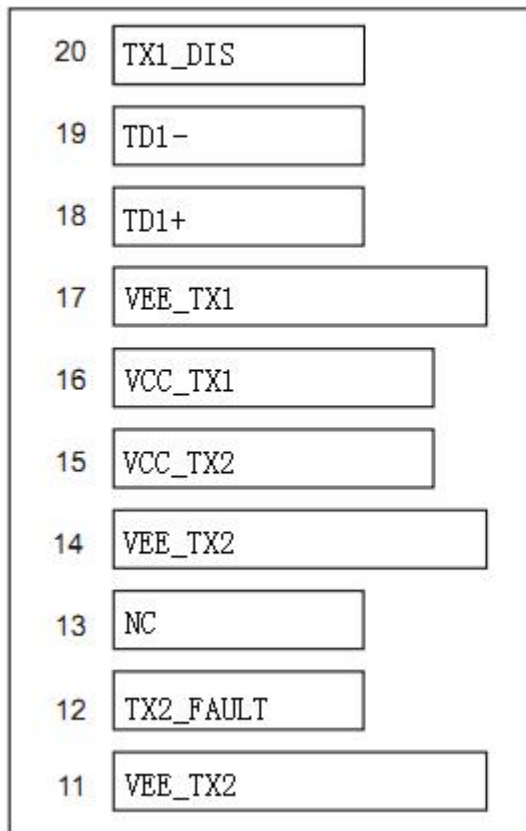 20 TX1_DIS
19 TD1-
18 TD1+
17 VEE_TX1
16 VCC_TX1
15 VCC_TX2
14 VEE_TX2
13 NC
12 TX2_FAULT
11 VEE_TX2